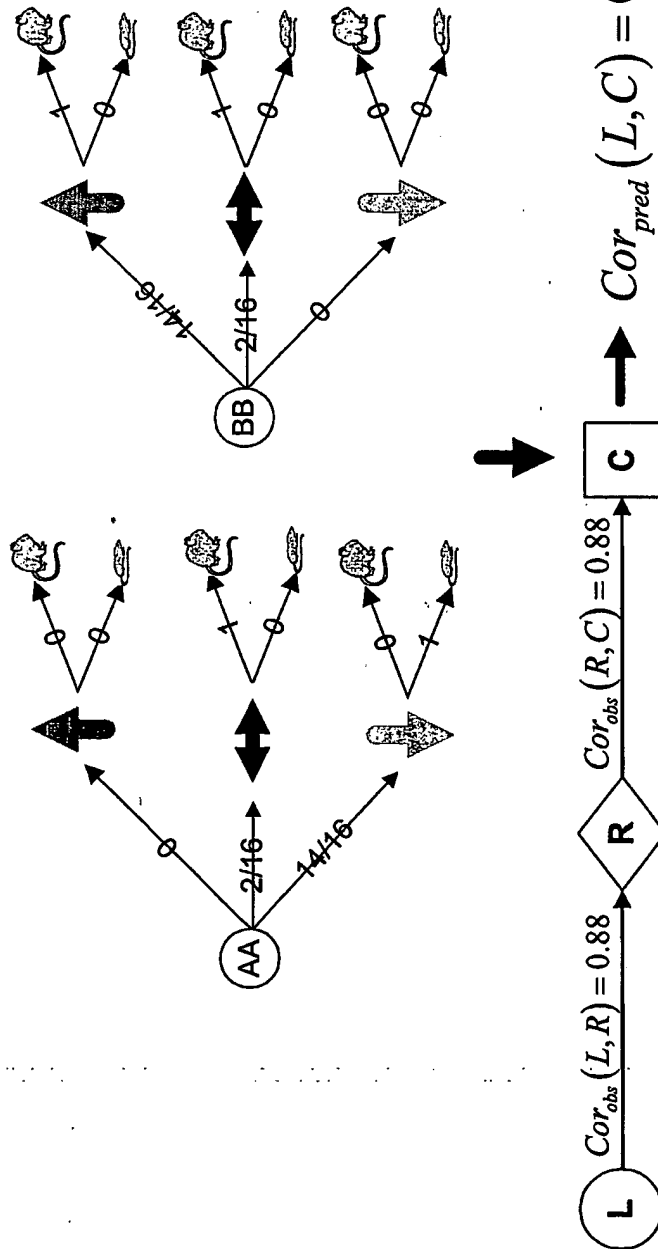 AA
0
2/16
14/16
0
0
1
0
0
1
BB
14/16
2/16
0
1
0
1
0
0
0
L
Cor_obs (L, R) = 0.88
R
Cor_obs (R, C) = 0.88
C
Cor_pred (L, C) =